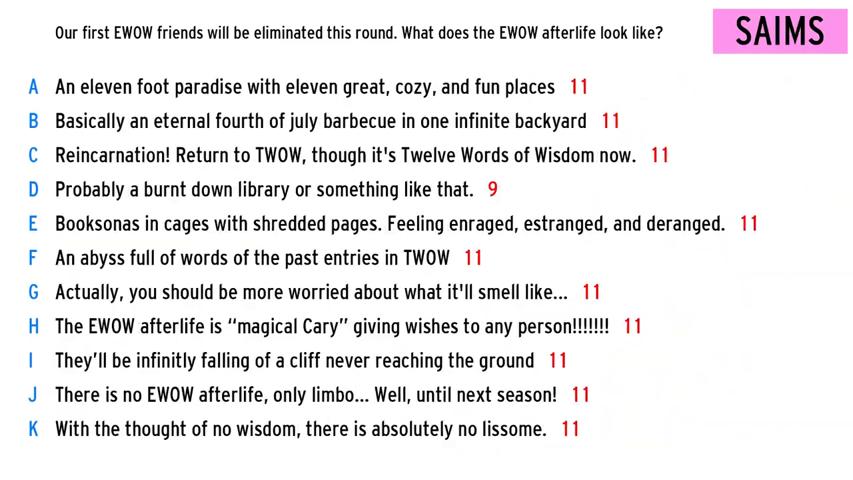 Our first EWOW friends will be eliminated this round. What does the EWOW afterlife look like?
SAIMS
A An eleven foot paradise with eleven great, cozy, and fun places 11
B Basically an eternal fourth of july barbecue in one infinite backyard 11
C Reincarnation! Return to TWOW, though it's Twelve Words of Wisdom now. 11
D Probably a burnt down library or something like that. 9
E Booksonas in cages with shredded pages. Feeling enraged, estranged, and deranged. 11
F An abyss full of words of the past entries in TWOW 11
G Actually, you should be more worried about what it'll smell like... 11
H The EWOW afterlife is “magical Cary” giving wishes to any person!!!!!!! 11
I They’ll be infinitly falling of a cliff never reaching the ground 11
J There is no EWOW afterlife, only limbo... Well, until next season! 11
K With the thought of no wisdom, there is absolutely no lissome. 11